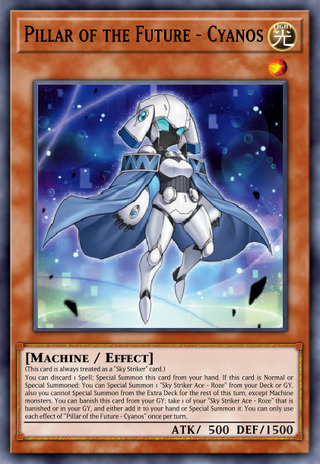 Pillar of the Future - Cyanos
LIGHT
光
[Machine / Effect]
(This card is always treated as a "Sky Striker" card.)
You can discard 1 Spell; Special Summon this card from your hand. If this card is Normal or
Special Summoned: You can Special Summon 1 "Sky Striker Ace - Roze" from your Deck or GY,
also you cannot Special Summon from the Extra Deck for the rest of this turn, except Machine
monsters. You can banish this card from your GY; take 1 of your "Sky Striker Ace - Roze" that is
banished or in your GY, and either add it to your hand or Special Summon it. You can only use
each effect of "Pillar of the Future - Cyanos" once per turn.
ATK/ 500 DEF/1500